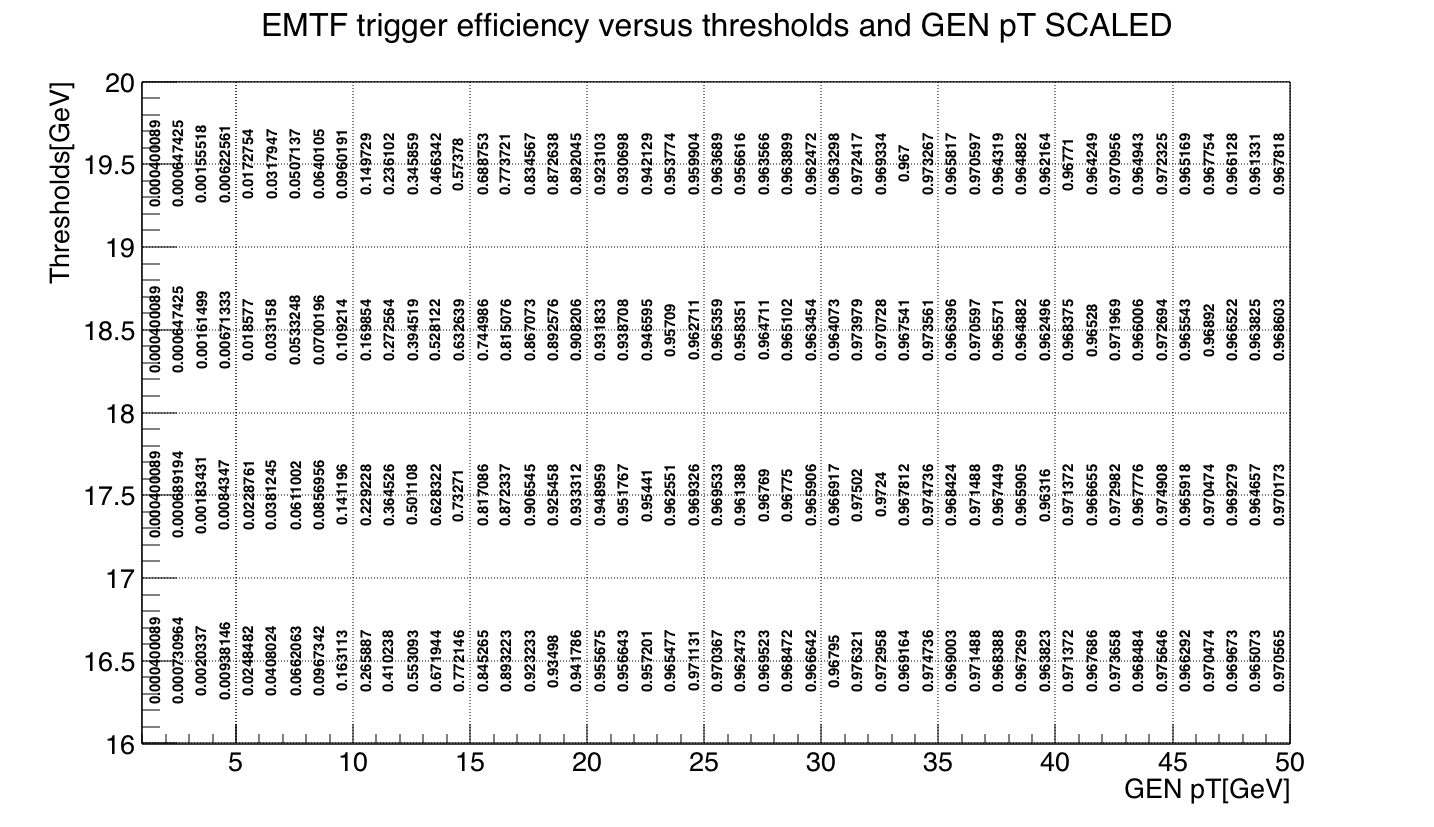 EMTF trigger efficiency versus thresholds and GEN pT SCALED
Thresholds[GeV]
20
19.5
0.000400089 0.000647425 0.00155518 0.00622561 0.0172754 0.0317947 0.0507137 0.0640105 0.0960191 0.149729 0.236102 0.345859 0.466342 0.57378 0.688753 0.773721 0.834567 0.872638 0.892045 0.923103 0.930698 0.942129 0.953774 0.959904 0.963689 0.956616 0.963566 0.963899 0.962472 0.963298 0.972417 0.969334 0.967 0.973267 0.965817 0.970597 0.964319 0.964882 0.962164 0.96771 0.964249 0.970956 0.964943 0.972325 0.965169 0.967754 0.966128 0.961331 0.967818
19
18.5
0.000400089 0.000647425 0.00161499 0.00671333 0.018577 0.033158 0.0533248 0.0700196 0.109214 0.169854 0.272564 0.394519 0.528122 0.632639 0.744986 0.815076 0.867073 0.892576 0.908206 0.931833 0.938708 0.946595 0.95709 0.962711 0.965359 0.958351 0.964711 0.965102 0.963454 0.964073 0.973979 0.970728 0.967541 0.973561 0.966396 0.970597 0.965571 0.964882 0.962496 0.968375 0.96528 0.971969 0.966006 0.972694 0.965543 0.96892 0.966522 0.963825 0.968603
18
17.5
0.000400089 0.000689194 0.00183431 0.0084347 0.0228761 0.0381245 0.0611002 0.0856956 0.141196 0.229228 0.364526 0.501108 0.628322 0.73271 0.817086 0.872337 0.906545 0.925458 0.933312 0.948959 0.951767 0.95441 0.962551 0.969326 0.969533 0.961388 0.96769 0.96775 0.965906 0.966917 0.97502 0.9724 0.967812 0.974736 0.968424 0.971488 0.967449 0.965905 0.96316 0.971372 0.966655 0.972982 0.967776 0.974908 0.965918 0.970474 0.969279 0.964657 0.970173
17
16.5
0.000400089 0.000730964 0.0020337 0.00938146 0.0248482 0.0408024 0.0662063 0.0967342 0.163113 0.265887 0.410238 0.553093 0.671944 0.772146 0.845265 0.893223 0.923233 0.93498 0.941786 0.955675 0.956643 0.957201 0.965477 0.971131 0.970367 0.962473 0.969523 0.968472 0.966642 0.96795 0.976321 0.972958 0.969164 0.974736 0.969003 0.971488 0.968388 0.967269 0.963823 0.971372 0.967686 0.973658 0.968484 0.975646 0.966292 0.970474 0.969673 0.965073 0.970565
16
5 10 15 20 25 30 35 40 45 50
GEN pT[GeV]